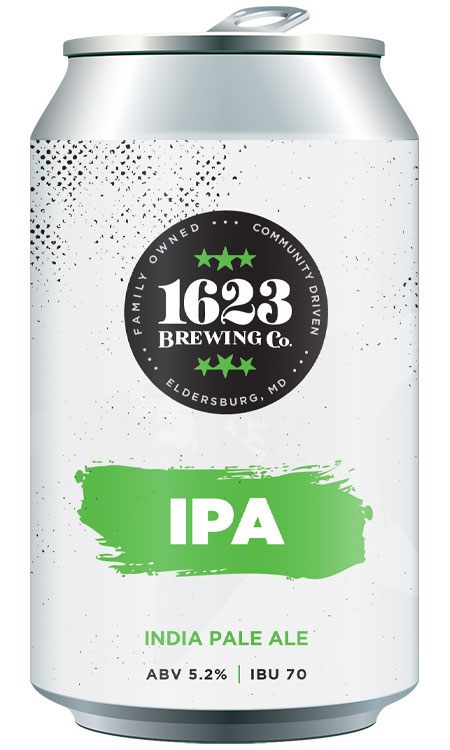 FAMILY OWNED ••• COMMUNITY DRIVEN
1623
BREWING CO.
••• ELDERSBURG, MD •••
IPA
INDIA PALE ALE
ABV 5.2% | IBU 70